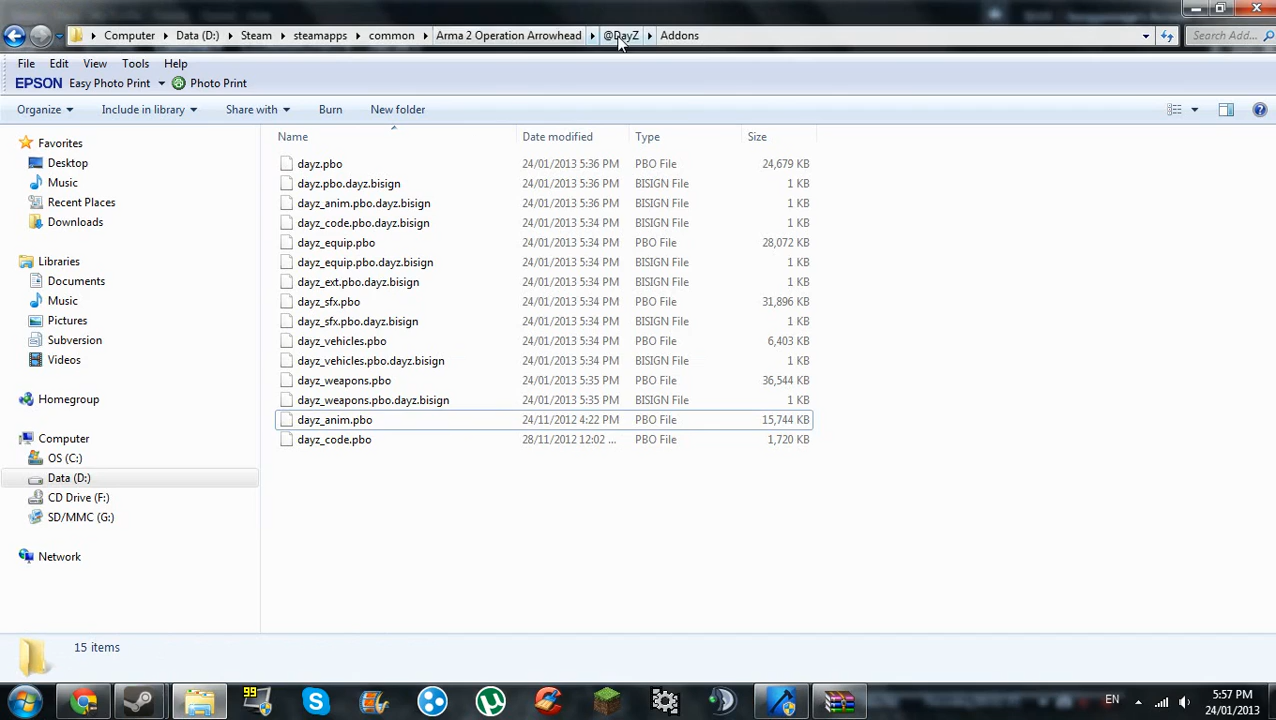 Computer Data (D:) Steam steamapps common Arma 2 Operation Arrowhead @DayZ Addons Search Add...
File Edit View Tools Help
EPSON Easy Photo Print Photo Print
Organize Include in library Share with Burn New folder
Name Date modified Type Size
Favorites
Desktop
Music
Recent Places
Downloads
Libraries
Documents
Music
Pictures
Subversion
Videos
Homegroup
Computer
OS (C:)
Data (D:)
CD Drive (F:)
SD/MMC (G:)
Network
dayz.pbo 24/01/2013 5:36 PM PBO File 24,679 KB
dayz.pbo.dayz.bisign 24/01/2013 5:36 PM BISIGN File 1 KB
dayz_anim.pbo.dayz.bisign 24/01/2013 5:36 PM BISIGN File 1 KB
dayz_code.pbo.dayz.bisign 24/01/2013 5:34 PM BISIGN File 1 KB
dayz_equip.pbo 24/01/2013 5:34 PM PBO File 28,072 KB
dayz_equip.pbo.dayz.bisign 24/01/2013 5:34 PM BISIGN File 1 KB
dayz_ext.pbo.dayz.bisign 24/01/2013 5:34 PM BISIGN File 1 KB
dayz_sfx.pbo 24/01/2013 5:34 PM PBO File 31,896 KB
dayz_sfx.pbo.dayz.bisign 24/01/2013 5:34 PM BISIGN File 1 KB
dayz_vehicles.pbo 24/01/2013 5:34 PM PBO File 6,403 KB
dayz_vehicles.pbo.dayz.bisign 24/01/2013 5:34 PM BISIGN File 1 KB
dayz_weapons.pbo 24/01/2013 5:35 PM PBO File 36,544 KB
dayz_weapons.pbo.dayz.bisign 24/01/2013 5:35 PM BISIGN File 1 KB
dayz_anim.pbo 24/11/2012 4:22 PM PBO File 15,744 KB
dayz_code.pbo 28/11/2012 12:02 ... PBO File 1,720 KB
15 items
99
EN
5:57 PM
24/01/2013